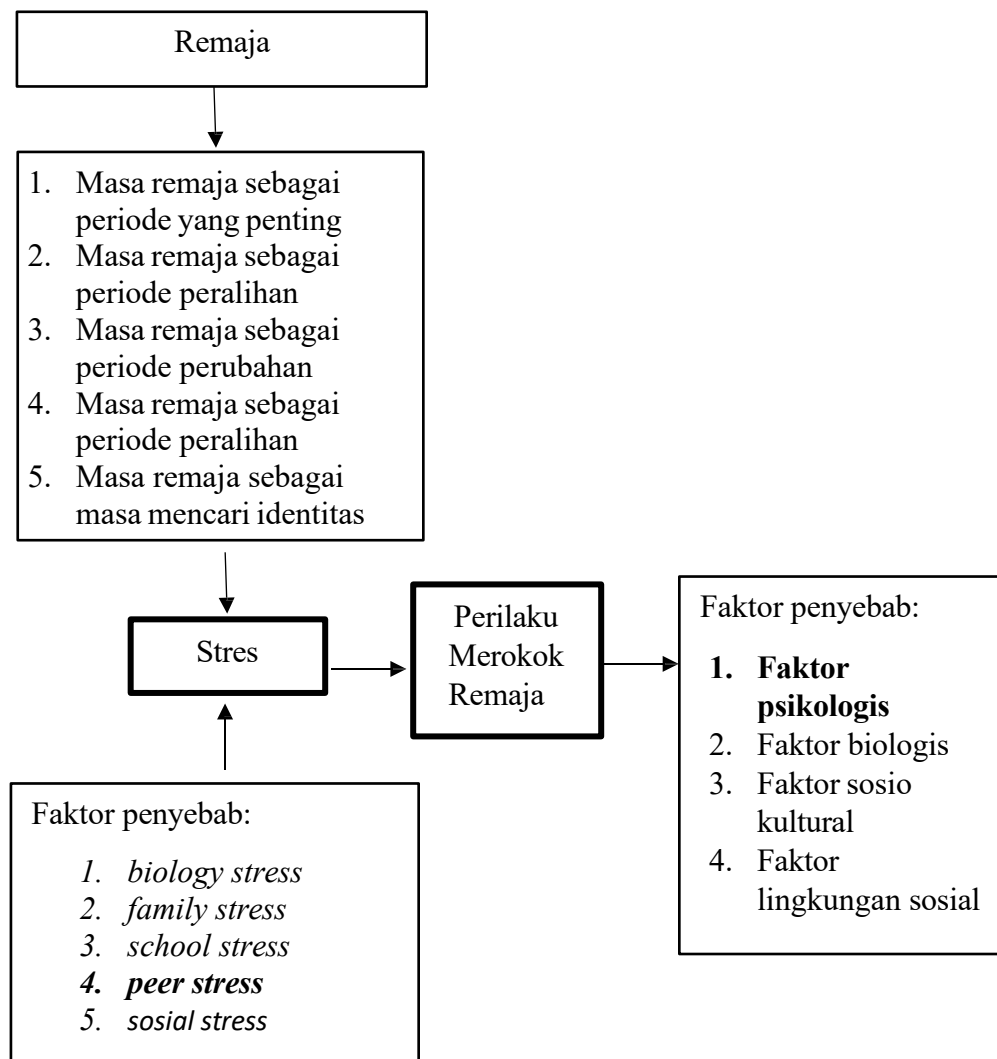 Remaja
1. Masa remaja sebagai
periode yang penting
2. Masa remaja sebagai
periode peralihan
3. Masa remaja sebagai
periode perubahan
4. Masa remaja sebagai
periode peralihan
5. Masa remaja sebagai
masa mencari identitas
Stres
Perilaku
Merokok
Remaja
Faktor penyebab:
1. Faktor
psikologis
2. Faktor biologis
3. Faktor sosio
kultural
4. Faktor
lingkungan sosial
Faktor penyebab:
1. biology stress
2. family stress
3. school stress
4. peer stress
5. sosial stress